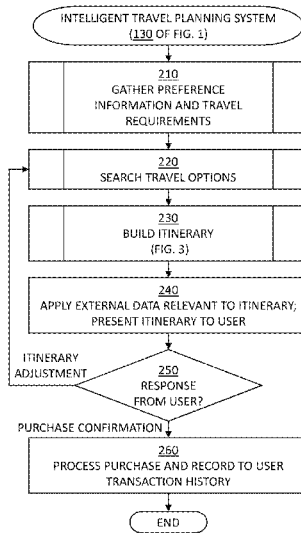 INTELLIGENT TRAVEL PLANNING SYSTEM
(130 OF FIG. 1)
210
GATHER PREFERENCE
INFORMATION AND TRAVEL
REQUIREMENTS
220
SEARCH TRAVEL OPTIONS
230
BUILD ITINERARY
(FIG. 3)
240
APPLY EXTERNAL DATA RELEVANT TO ITINERARY;
PRESENT ITINERARY TO USER
ITINERARY
ADJUSTMENT
250
RESPONSE
FROM USER?
PURCHASE CONFIRMATION
260
PROCESS PURCHASE AND RECORD TO USER
TRANSACTION HISTORY
END